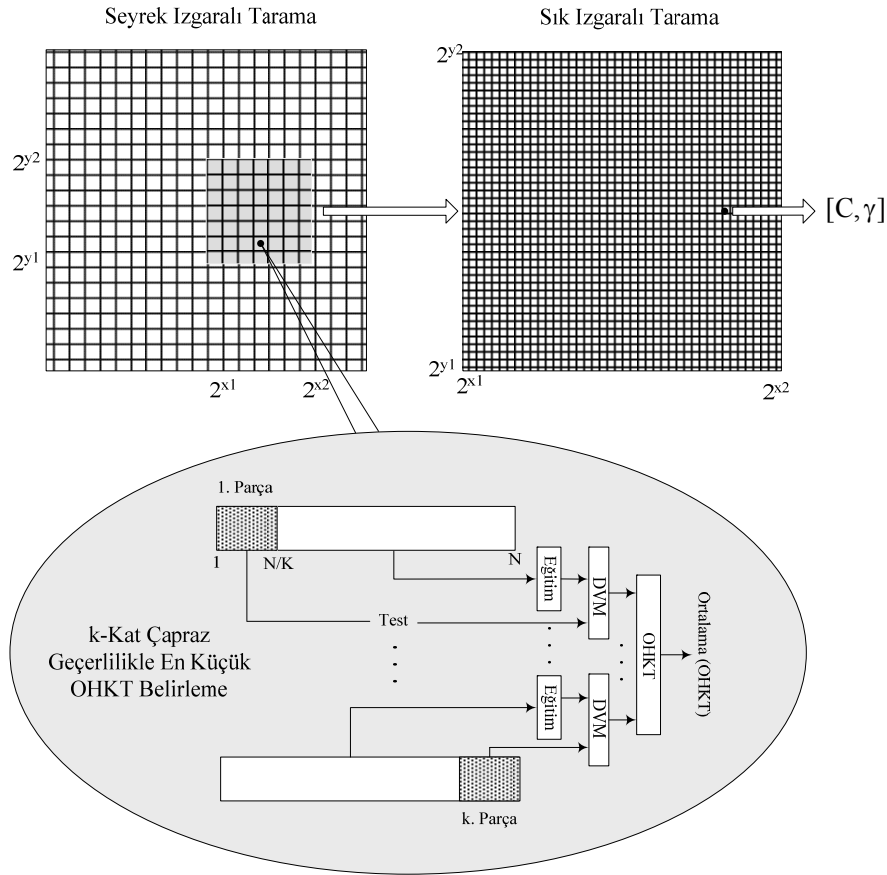 Seyrek Izgaralı Tarama
Sık Izgaralı Tarama
2^y2
2^y1
2^x1
2^x2
2^y2
2^y1
2^x1
2^x2
[C, γ]
1. Parça
1
N/K
N
Eğitim
DVM
Test
OHKT
Ortalama (OHKT)
k-Kat Çapraz
Geçerlilikle En Küçük
OHKT Belirleme
Eğitim
DVM
k. Parça